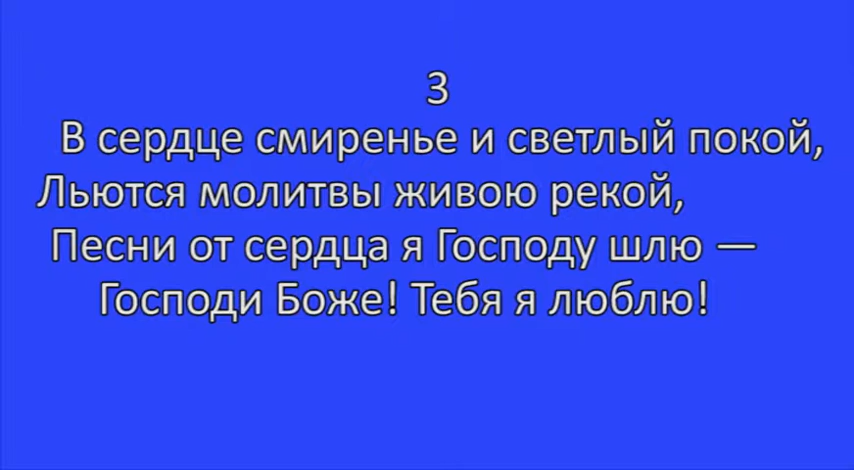 3
В сердце смиренье и светлый покой,
Льются молитвы живою рекой,
Песни от сердца я Господу шлю —
Господи Боже! Тебя я люблю!